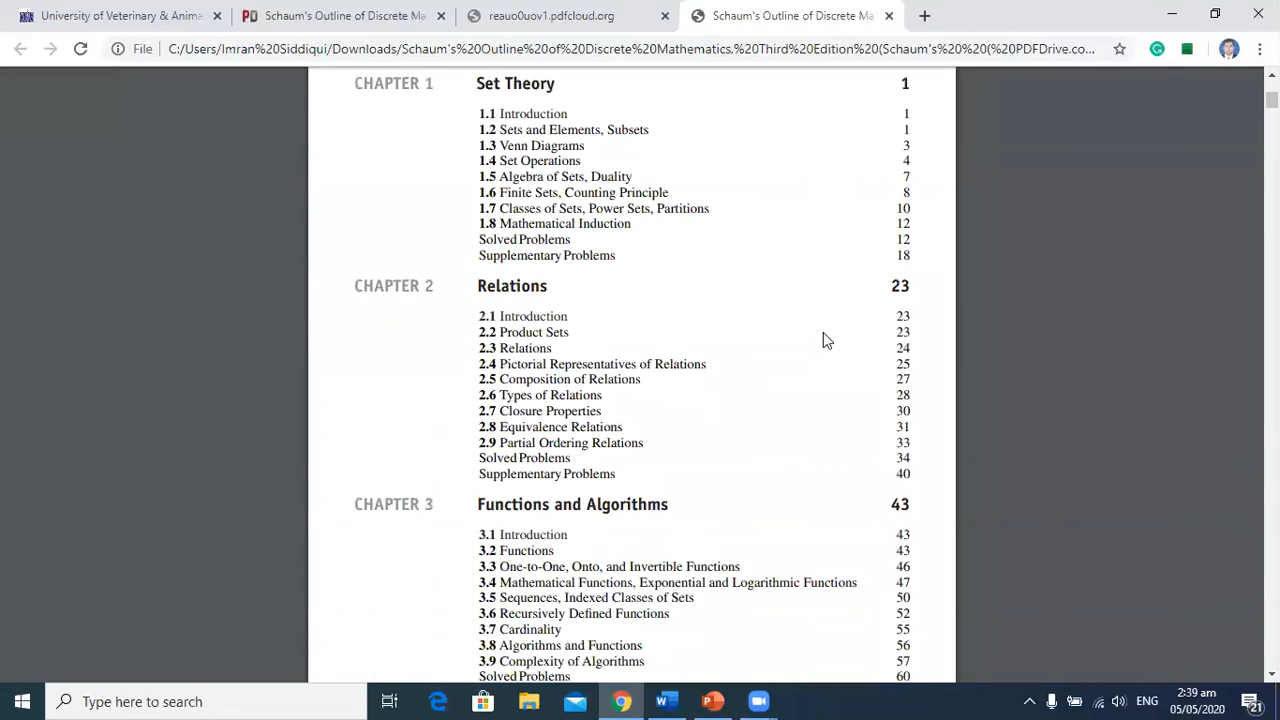 University of Veterinary & Anima
Schaum's Outline of Discrete M
reauo0uov1.pdfcloud.org
Schaum's Outline of Discrete Ma
File
C:/Users/Imran%20Siddiqui/Downloads/Schaum's%20Outline%20of%20Discrete%20Mathematics,%20Third%20Edition%20(Schaum's%20%20(%20PDFDrive.co...
CHAPTER 1 Set Theory 1
1.1 Introduction 1
1.2 Sets and Elements, Subsets 1
1.3 Venn Diagrams 3
1.4 Set Operations 4
1.5 Algebra of Sets, Duality 7
1.6 Finite Sets, Counting Principle 8
1.7 Classes of Sets, Power Sets, Partitions 10
1.8 Mathematical Induction 12
Solved Problems 12
Supplementary Problems 18
CHAPTER 2 Relations 23
2.1 Introduction 23
2.2 Product Sets 23
2.3 Relations 24
2.4 Pictorial Representatives of Relations 25
2.5 Composition of Relations 27
2.6 Types of Relations 28
2.7 Closure Properties 30
2.8 Equivalence Relations 31
2.9 Partial Ordering Relations 33
Solved Problems 34
Supplementary Problems 40
CHAPTER 3 Functions and Algorithms 43
3.1 Introduction 43
3.2 Functions 43
3.3 One-to-One, Onto, and Invertible Functions 46
3.4 Mathematical Functions, Exponential and Logarithmic Functions 47
3.5 Sequences, Indexed Classes of Sets 50
3.6 Recursively Defined Functions 52
3.7 Cardinality 55
3.8 Algorithms and Functions 56
3.9 Complexity of Algorithms 57
Solved Problems 60
Type here to search
ENG
2:39 am
05/05/2020
21